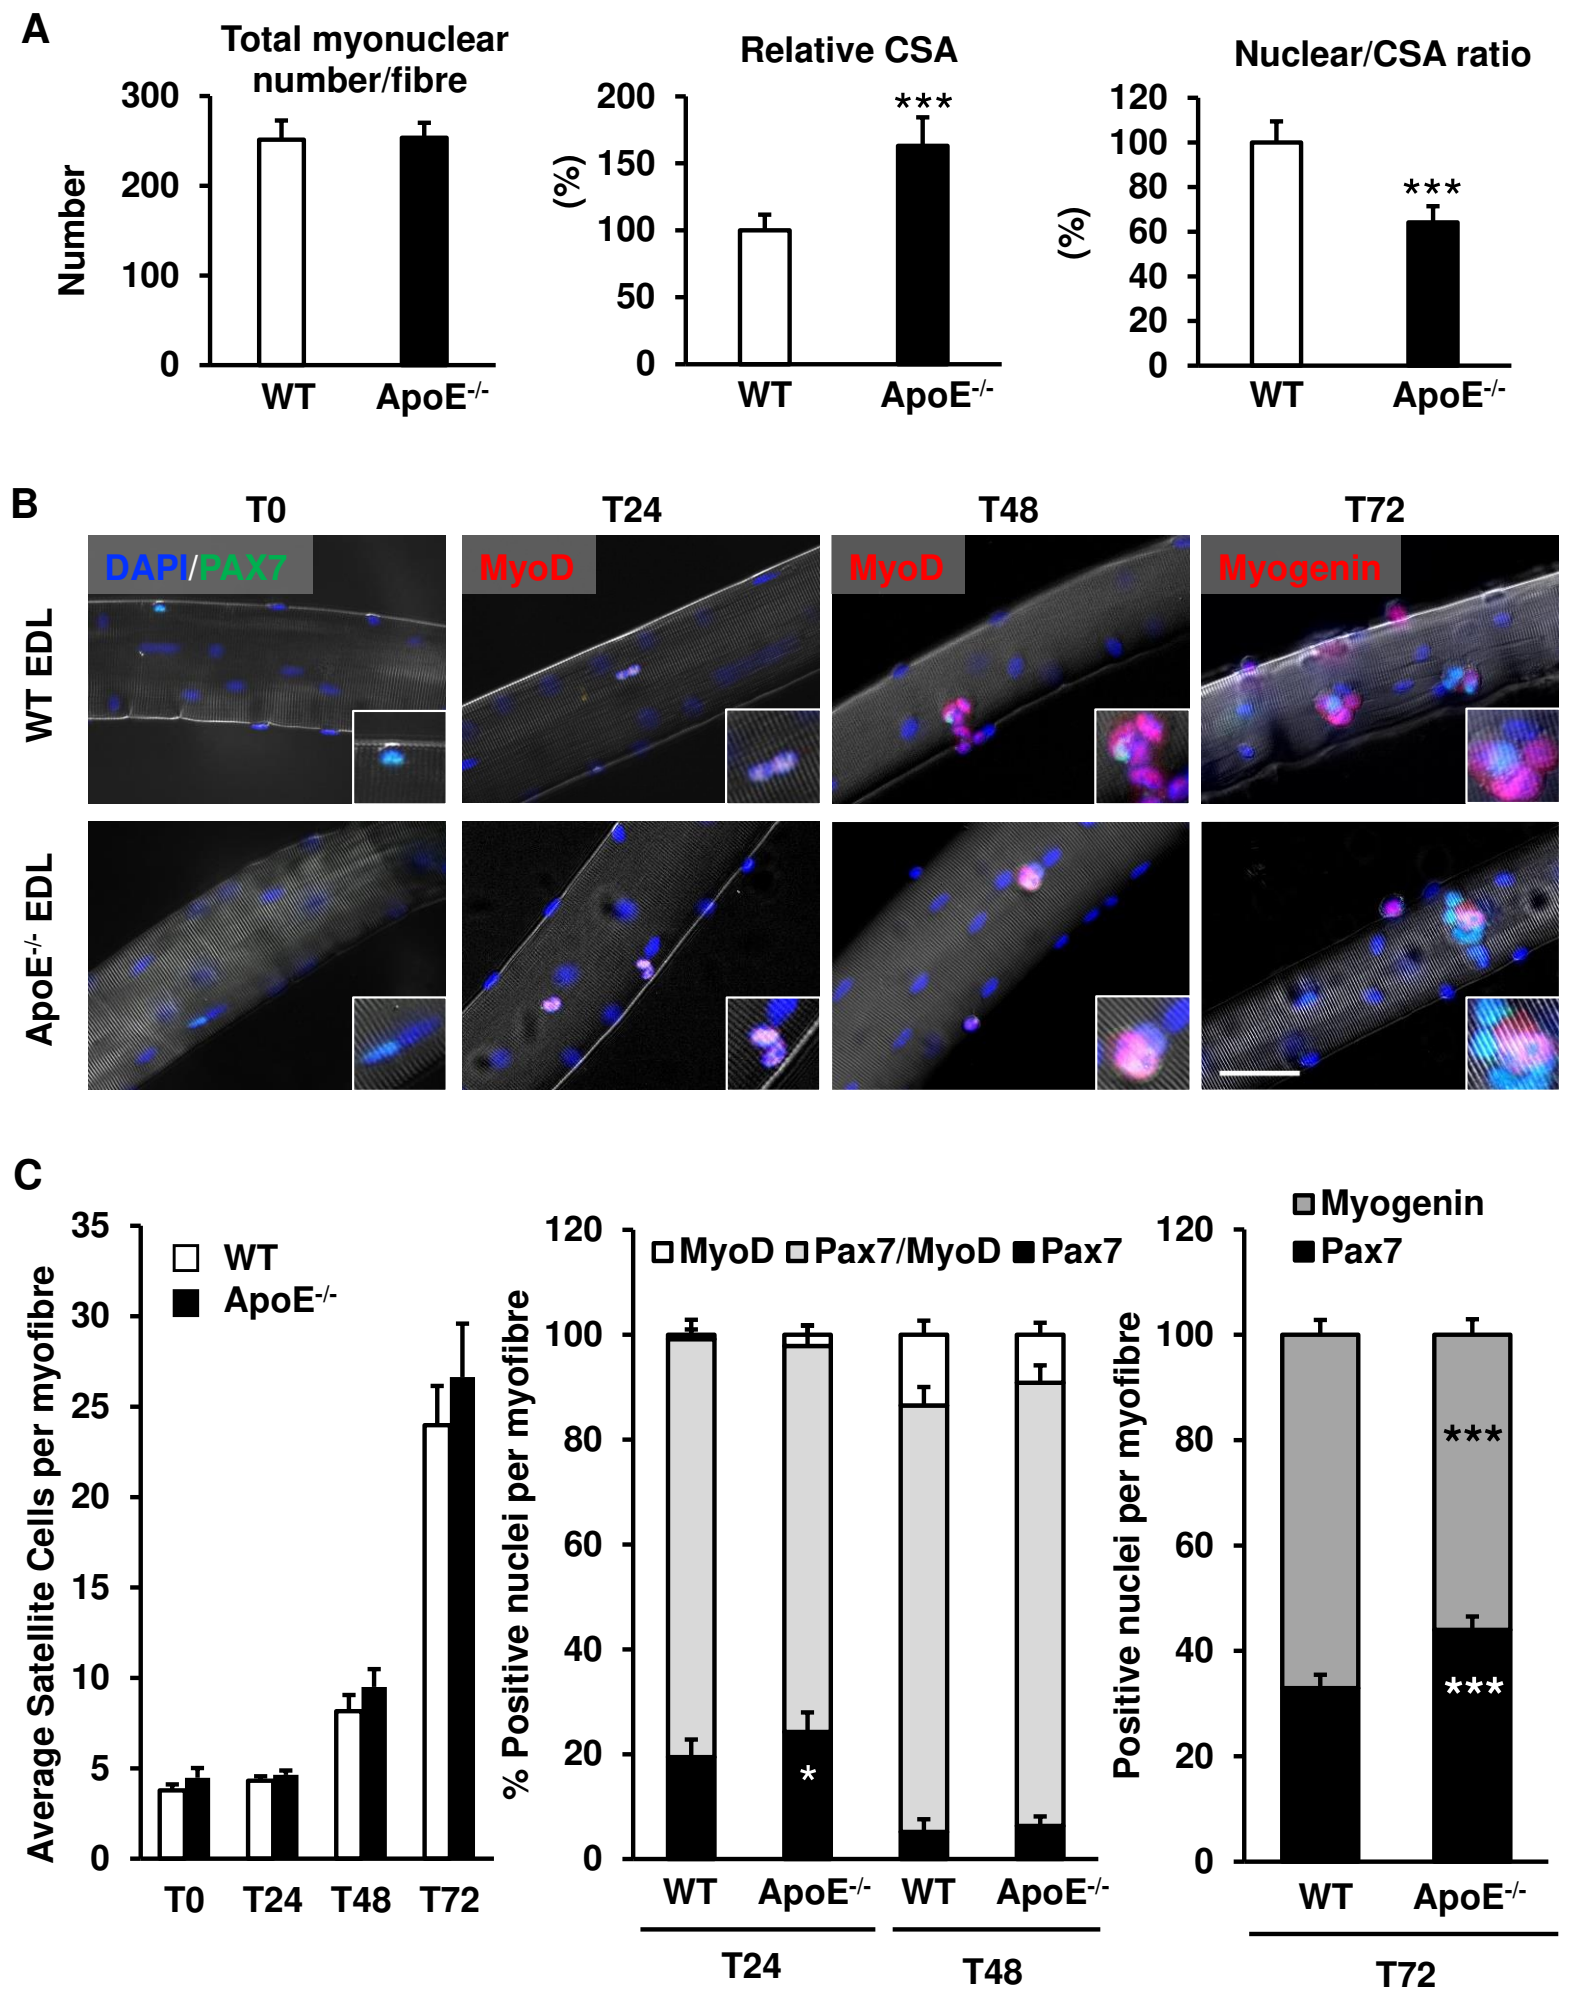 A
Total myonuclear
number/fibre
Number
300
200
100
0
WT
ApoE-/-
Relative CSA
(%)
200
150
100
50
0
***
WT
ApoE-/-
Nuclear/CSA ratio
(%)
120
100
80
60
40
20
0
***
WT
ApoE-/-
B
T0
T24
T48
T72
WT EDL
DAPI/PAX7
MyoD
MyoD
Myogenin
ApoE-/- EDL
C
Average Satellite Cells per myofibre
35
30
25
20
15
10
5
0
WT
ApoE-/-
T0
T24
T48
T72
% Positive nuclei per myofibre
120
100
80
60
40
20
0
MyoD Pax7/MyoD Pax7
*
WT
ApoE-/-
WT
ApoE-/-
T24
T48
Positive nuclei per myofibre
120
100
80
60
40
20
0
Myogenin
Pax7
***
***
WT
ApoE-/-
T72